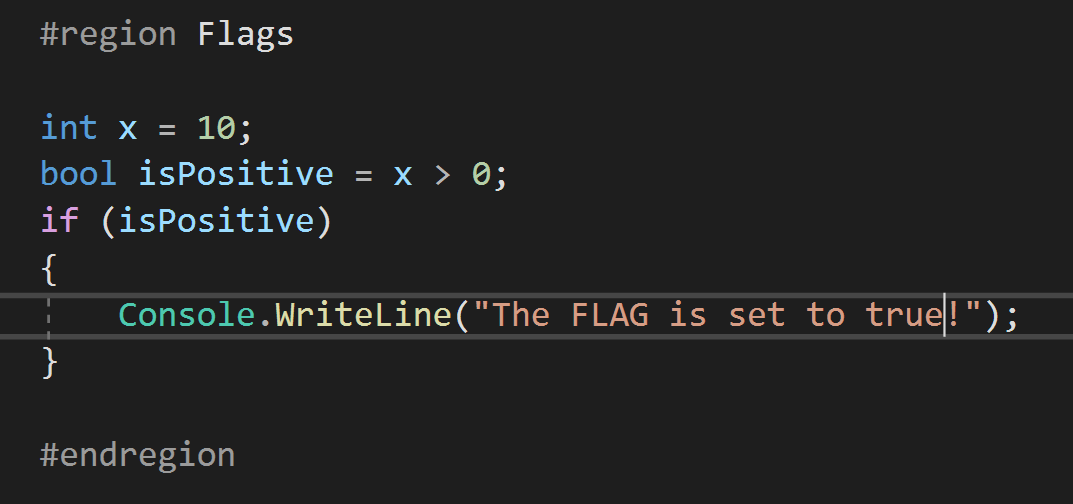 #region Flags
int x = 10;
bool isPositive = x > 0;
if (isPositive)
{
Console.WriteLine("The FLAG is set to true!");
}
#endregion